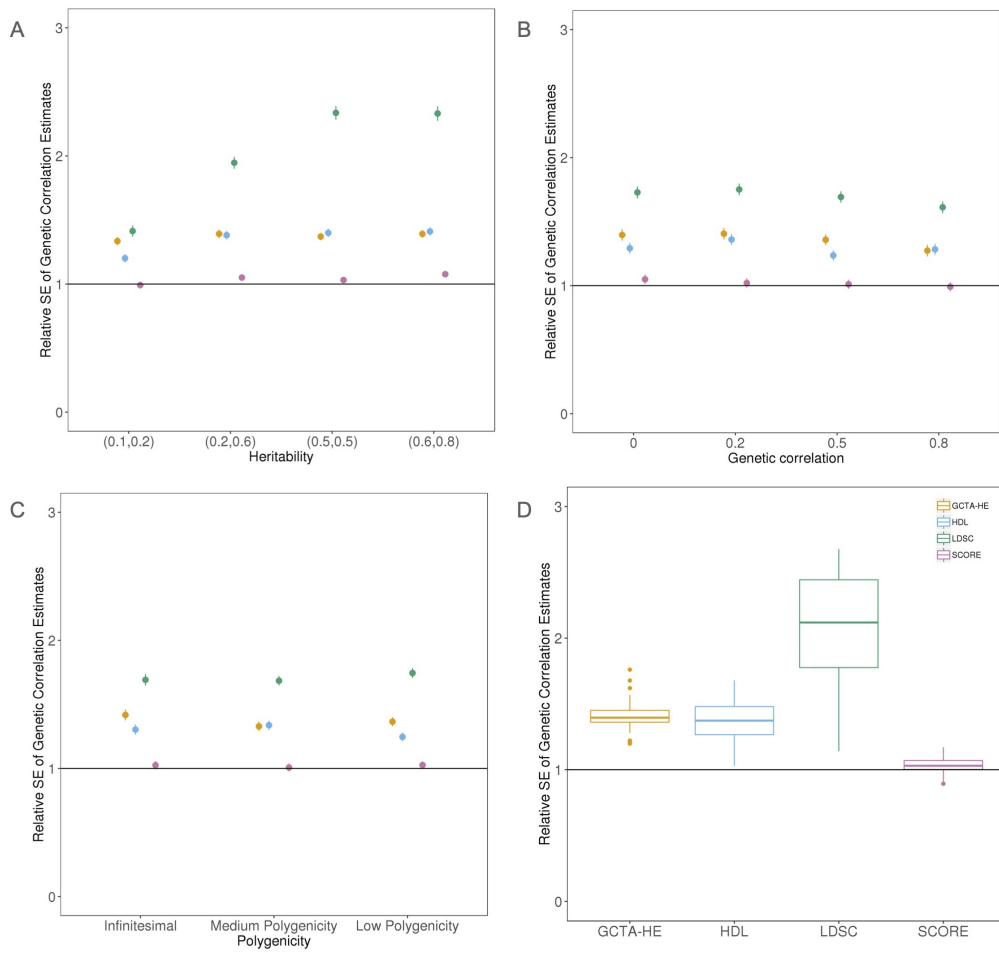 A
Relative SE of Genetic Correlation Estimates
3
2
1
0
(0.1,0.2) (0.2,0.6) (0.5,0.5) (0.6,0.8)
Heritability
B
Relative SE of Genetic Correlation Estimates
3
2
1
0
0 0.2 0.5 0.8
Genetic correlation
C
Relative SE of Genetic Correlation Estimates
3
2
1
0
Infinitesimal Medium Polygenicity Low Polygenicity
Polygenicity
D
Relative SE of Genetic Correlation Estimates
3
2
1
0
GCTA-HE
HDL
LDSC
SCORE
GCTA-HE HDL LDSC SCORE